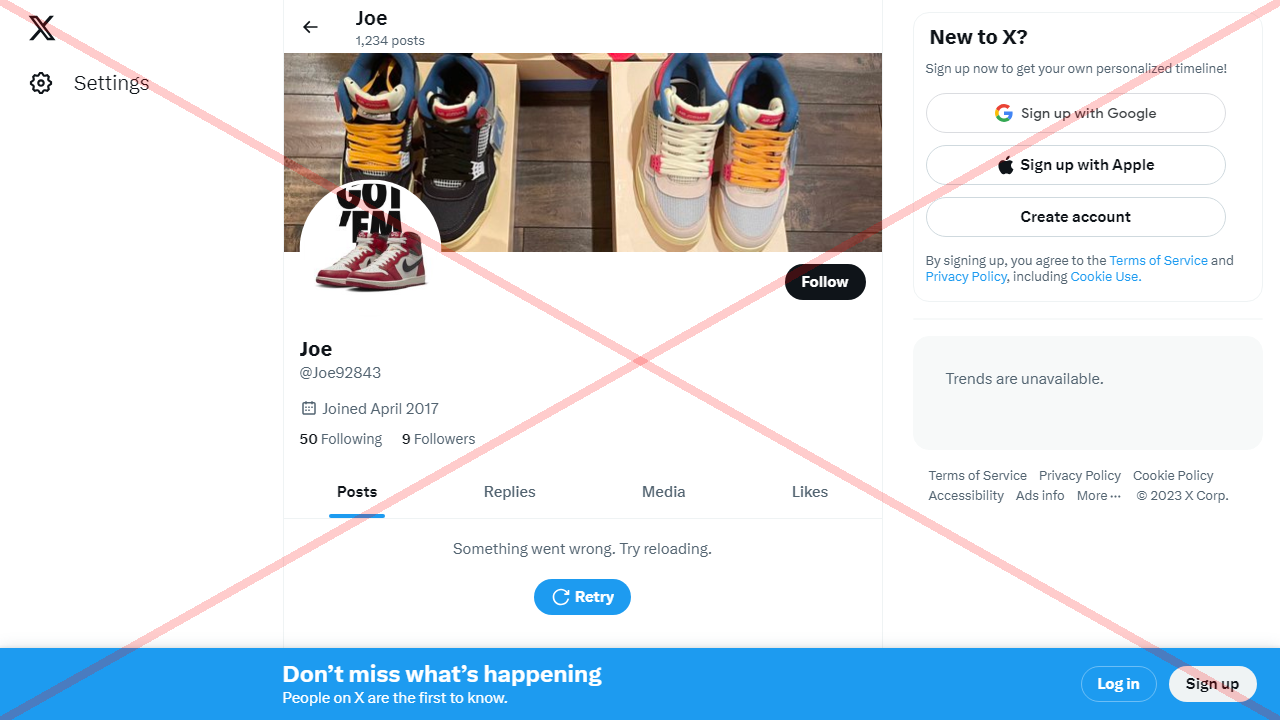 Joe
1,234 posts
Settings
GOT
'EM
Follow
Joe
@Joe92843
Joined April 2017
50 Following 9 Followers
Posts Replies Media Likes
Something went wrong. Try reloading.
Retry
New to X?
Sign up now to get your own personalized timeline!
Sign up with Google
Sign up with Apple
Create account
By signing up, you agree to the Terms of Service and
Privacy Policy, including Cookie Use.
Trends are unavailable.
Terms of Service Privacy Policy Cookie Policy
Accessibility Ads info More ··· © 2023 X Corp.
Don’t miss what’s happening
People on X are the first to know.
Log in
Sign up